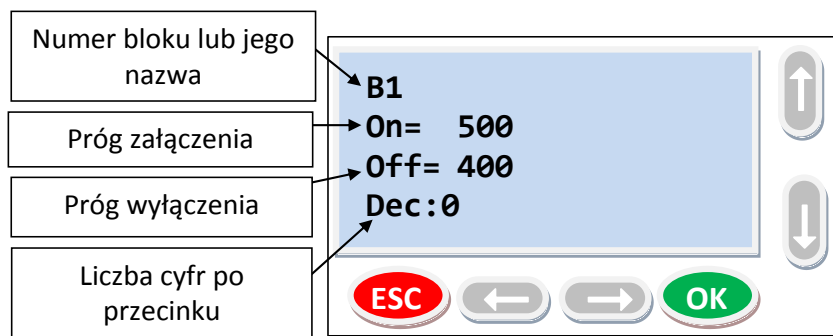 Numer bloku lub jego
nazwa
Próg załączenia
Próg wyłączenia
Liczba cyfr po
przecinku
B1
On= 500
Off= 400
Dec:0
ESC
OK